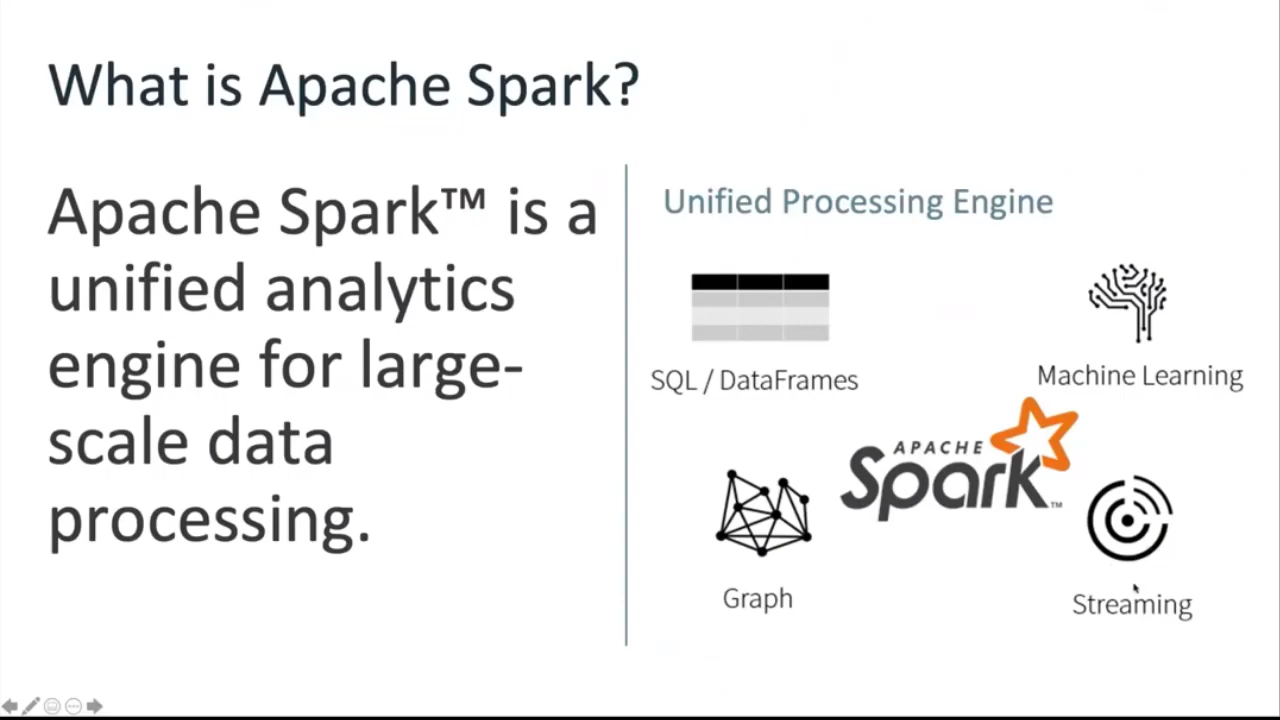 What is Apache Spark?
Apache Spark™ is a
unified analytics
engine for large-
scale data
processing.
Unified Processing Engine
SQL / DataFrames
Machine Learning
APACHE
Spark™
Graph
Streaming